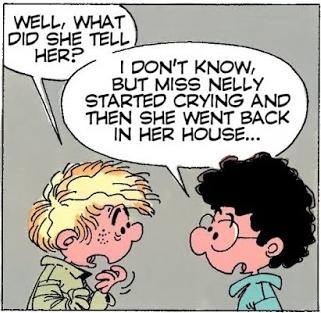 WELL, WHAT
DID SHE TELL
HER?
I DON'T KNOW,
BUT MISS NELLY
STARTED CRYING AND
THEN SHE WENT BACK
IN HER HOUSE...